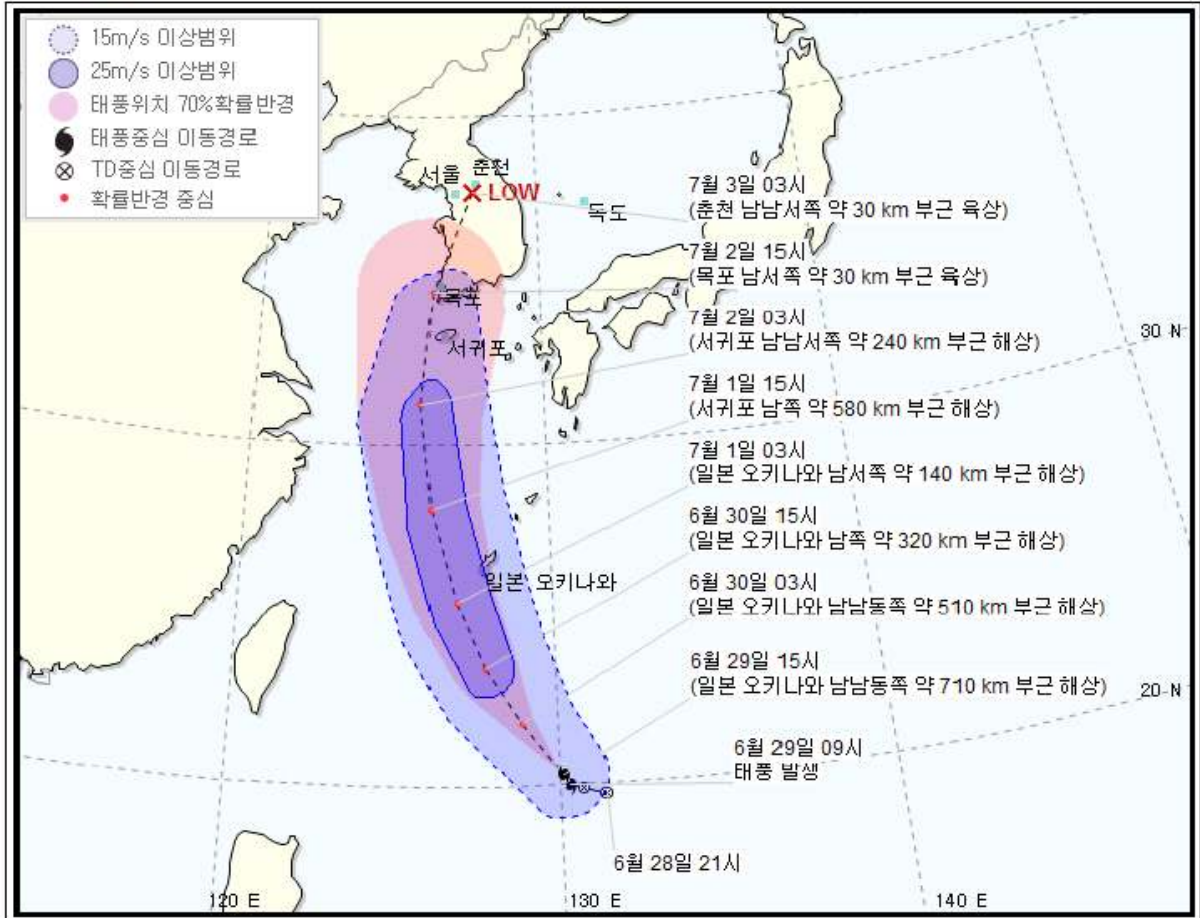 15m/s 이상범위
25m/s 이상범위
태풍위치 70%확률반경
태풍중심 이동경로
TD중심 이동경로
확률반경 중심
서울
춘천
LOW
독도
목포
서귀포
일본 오키나와
7월 3일 03시
(춘천 남남서쪽 약 30 km 부근 육상)
7월 2일 15시
(목포 남서쪽 약 30 km 부근 육상)
7월 2일 03시
(서귀포 남남서쪽 약 240 km 부근 해상)
7월 1일 15시
(서귀포 남쪽 약 580 km 부근 해상)
7월 1일 03시
(일본 오키나와 남서쪽 약 140 km 부근 해상)
6월 30일 15시
(일본 오키나와 남쪽 약 320 km 부근 해상)
6월 30일 03시
(일본 오키나와 남남동쪽 약 510 km 부근 해상)
6월 29일 15시
(일본 오키나와 남남동쪽 약 710 km 부근 해상)
6월 29일 09시
태풍 발생
6월 28일 21시
30 N
20 N
120 E
130 E
140 E